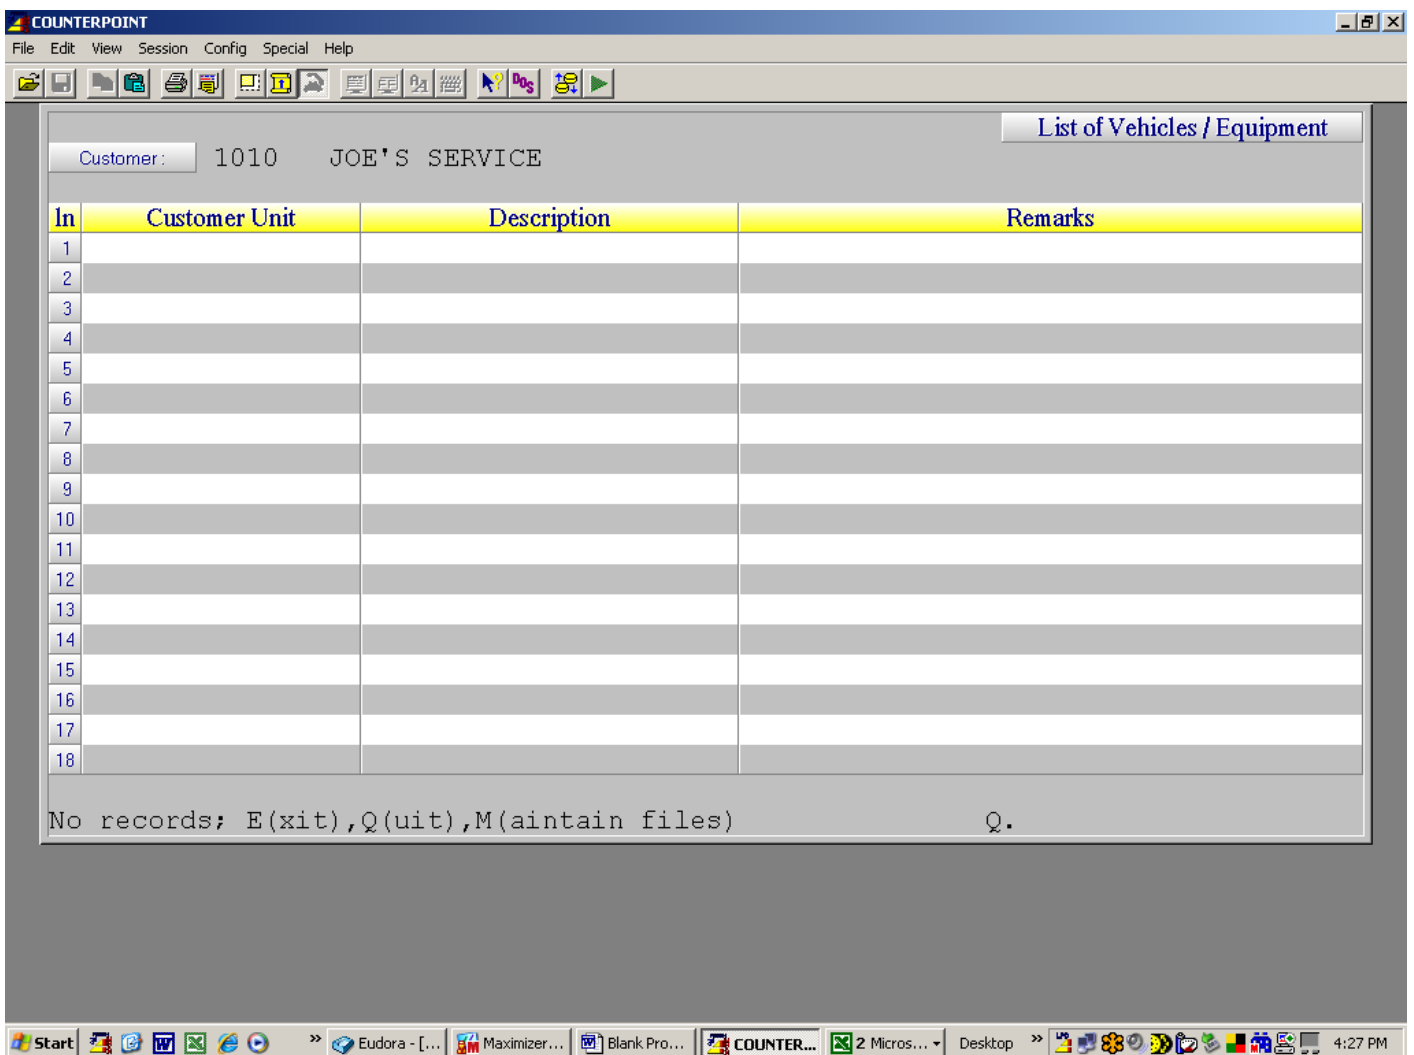 COUNTERPOINT
File Edit View Session Config Special Help
DOS
List of Vehicles / Equipment
Customer: 1010 JOE'S SERVICE
ln Customer Unit Description Remarks
1
2
3
4
5
6
7
8
9
10
11
12
13
14
15
16
17
18
No records; E(xit),Q(uit),M(aintain files) Q.
Start » Eudora - [... Maximizer... Blank Pro... COUNTER... 2 Micros... Desktop » 4:27 PM